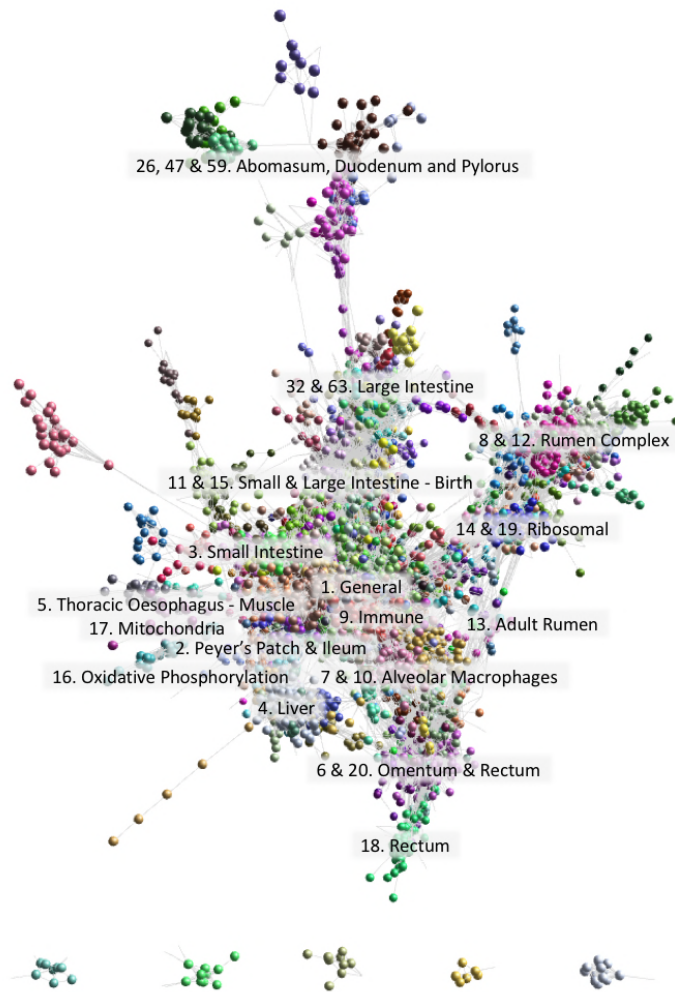 26, 47 & 59. Abomasum, Duodenum and Pylorus
32 & 63. Large Intestine
8 & 12. Rumen Complex
11 & 15. Small & Large Intestine - Birth
14 & 19. Ribosomal
3. Small Intestine
1. General
5. Thoracic Oesophagus - Muscle
9. Immune
13. Adult Rumen
17. Mitochondria
2. Peyer's Patch & Ileum
16. Oxidative Phosphorylation
7 & 10. Alveolar Macrophages
4. Liver
6 & 20. Omentum & Rectum
18. Rectum